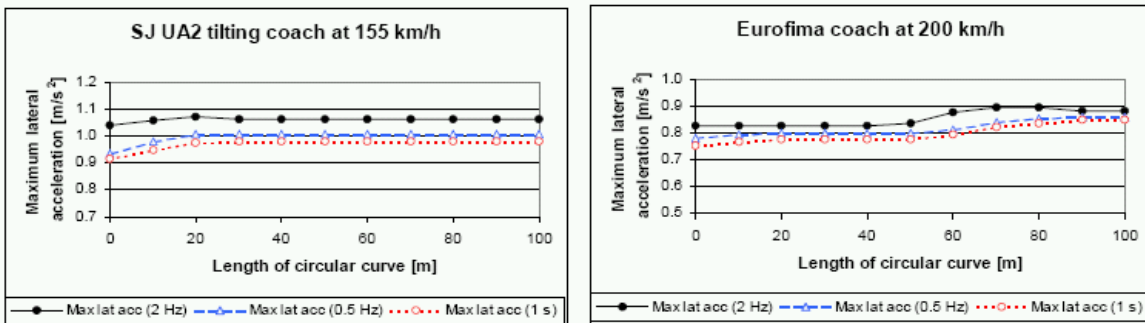 SJ UA2 tilting coach at 155 km/h
Maximum lateral
acceleration [m/s 2]
1.2
1.1
1.0
0.9
0.8
0.7
0 20 40 60 80 100
Length of circular curve [m]
Max lat acc (2 Hz) Max lat acc (0.5 Hz) Max lat acc (1 s)
Eurofima coach at 200 km/h
Maximum lateral
acceleration [m/s 2]
1.0
0.9
0.8
0.7
0.6
0.5
0 20 40 60 80 100
Length of circular curve [m]
Max lat acc (2 Hz) Max lat acc (0.5 Hz) Max lat acc (1 s)